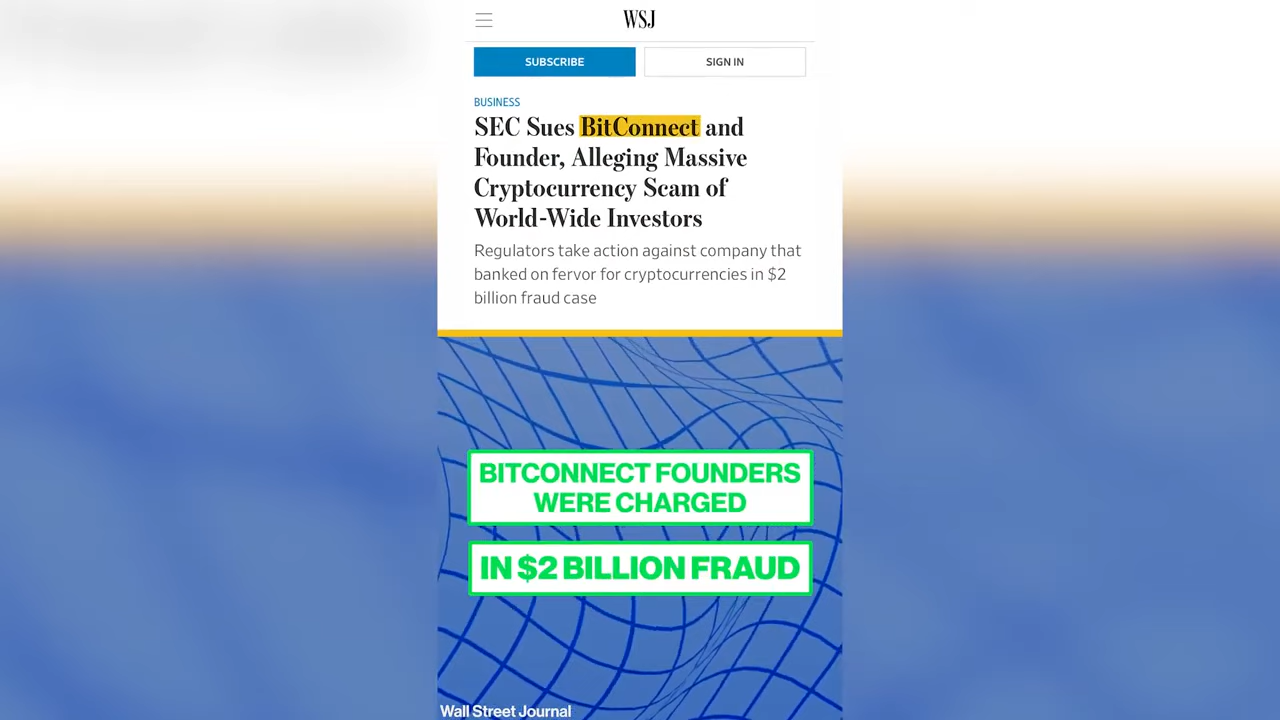 WSJ
SUBSCRIBE
SIGN IN
BUSINESS
SEC Sues BitConnect and
Founder, Alleging Massive
Cryptocurrency Scam of
World-Wide Investors
Regulators take action against company that
banked on fervor for cryptocurrencies in $2
billion fraud case
BITCONNECT FOUNDERS
WERE CHARGED
IN $2 BILLION FRAUD
Wall Street Journal